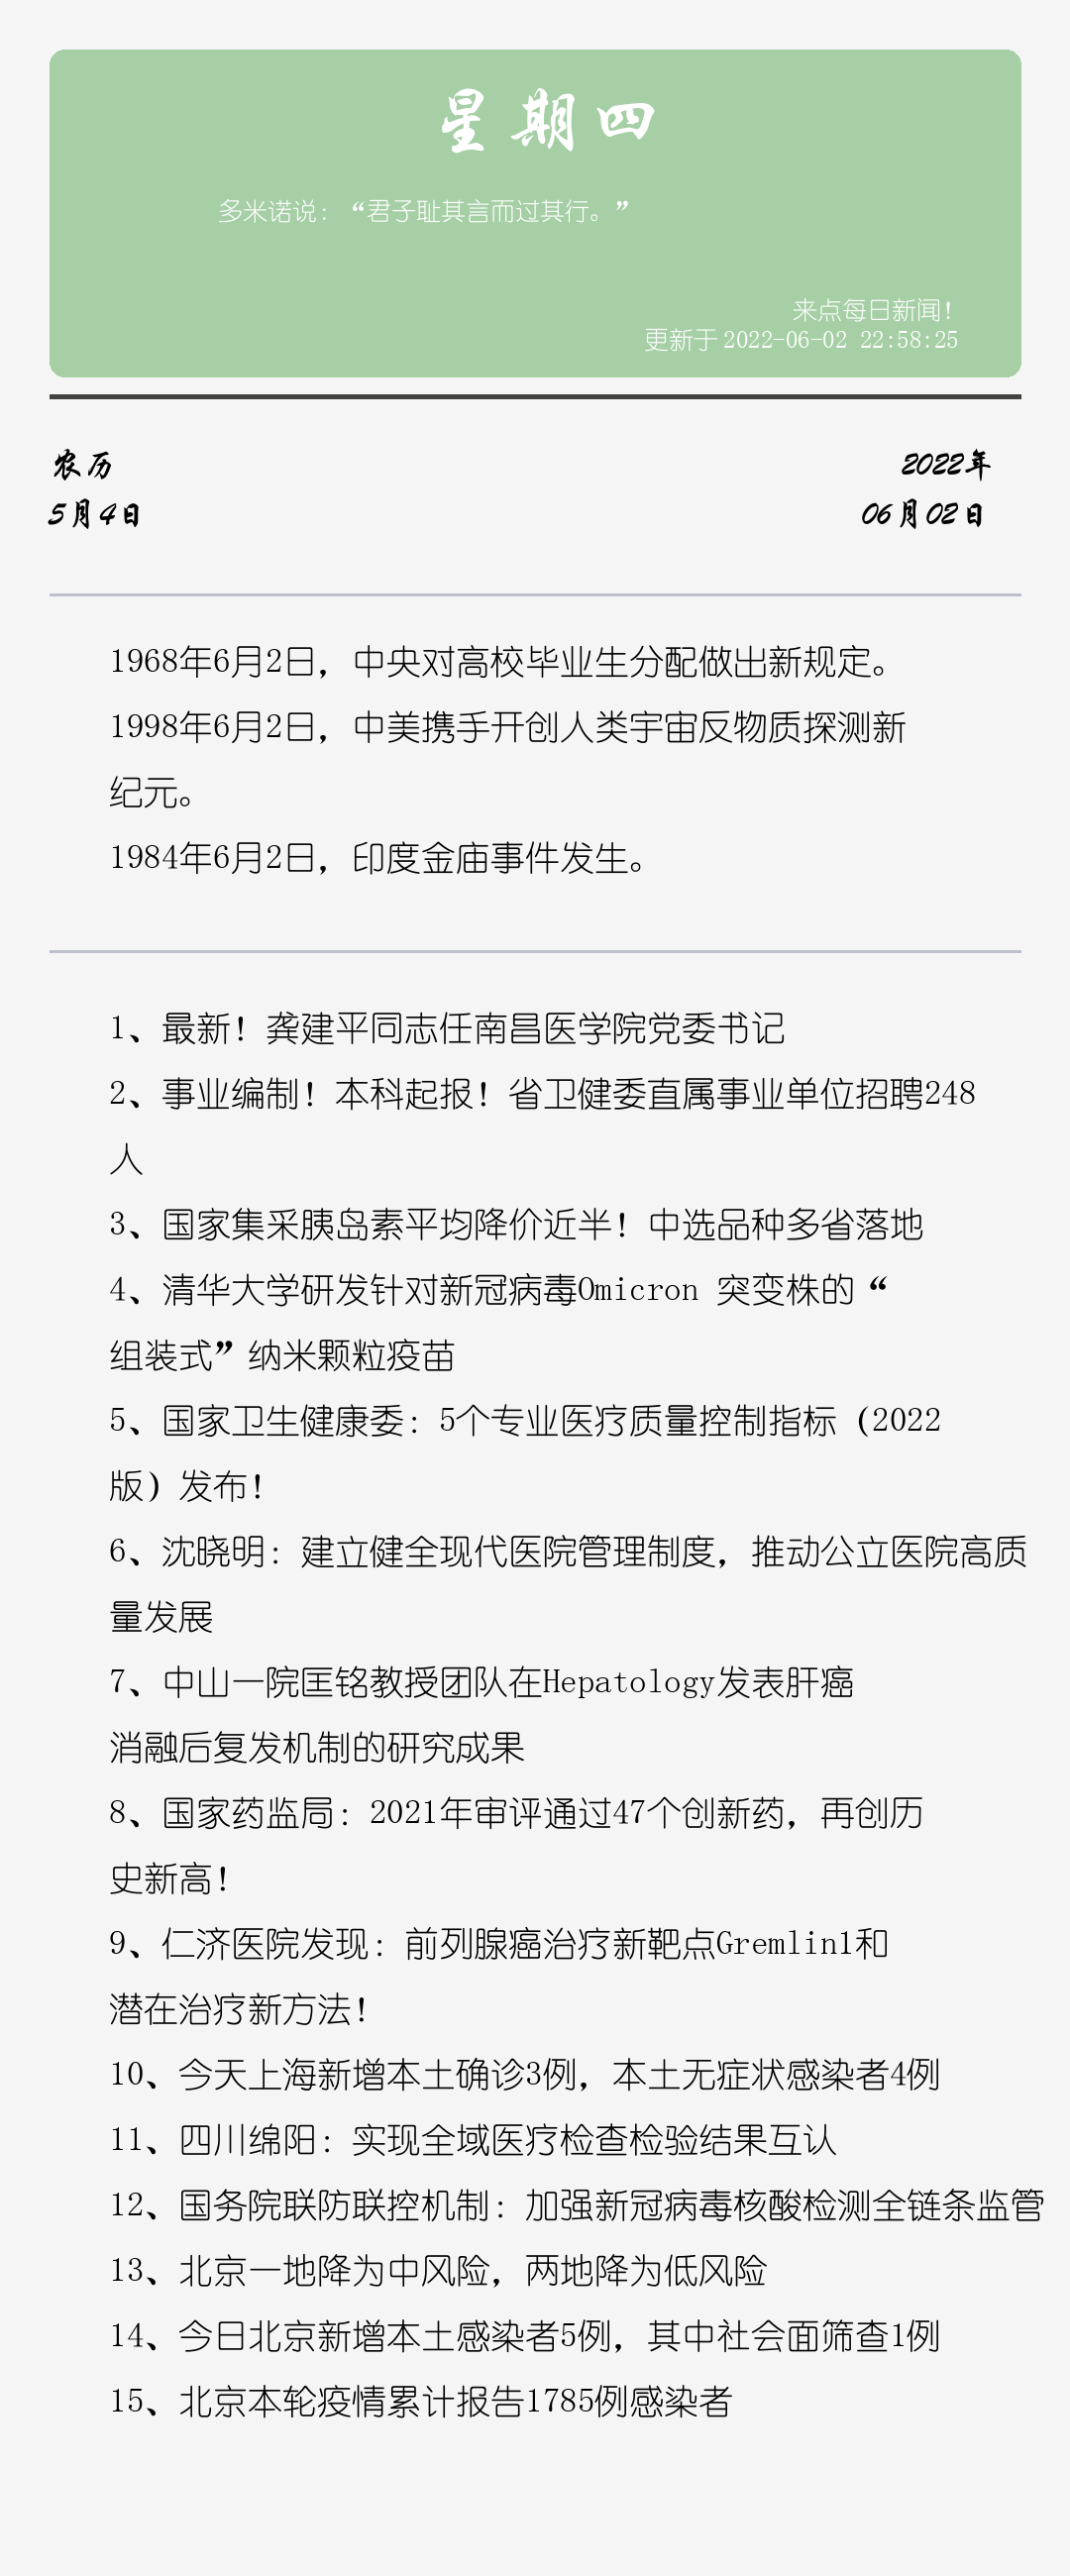 星期四
多米诺说：“君子耻其言而过其行。”
来点每日新闻！
更新于 2022-06-02 22:58:25
农历
2022年
5月4日
06月02日
1968年6月2日，中央对高校毕业生分配做出新规定。
1998年6月2日，中美携手开创人类宇宙反物质探测新
纪元。
1984年6月2日，印度金庙事件发生。
1、最新！龚建平同志任南昌医学院党委书记
2、事业编制！本科起报！省卫健委直属事业单位招聘248
人
3、国家集采胰岛素平均降价近半！中选品种多省落地
4、清华大学研发针对新冠病毒Omicron 突变株的“
组装式”纳米颗粒疫苗
5、国家卫生健康委：5个专业医疗质量控制指标（2022
版）发布！
6、沈晓明：建立健全现代医院管理制度，推动公立医院高质
量发展
7、中山一院匡铭教授团队在Hepatology发表肝癌
消融后复发机制的研究成果
8、国家药监局：2021年审评通过47个创新药，再创历
史新高！
9、仁济医院发现：前列腺癌治疗新靶点Gremlin1和
潜在治疗新方法！
10、今天上海新增本土确诊3例，本土无症状感染者4例
11、四川绵阳：实现全域医疗检查检验结果互认
12、国务院联防联控机制：加强新冠病毒核酸检测全链条监管
13、北京一地降为中风险，两地降为低风险
14、今日北京新增本土感染者5例，其中社会面筛查1例
15、北京本轮疫情累计报告1785例感染者